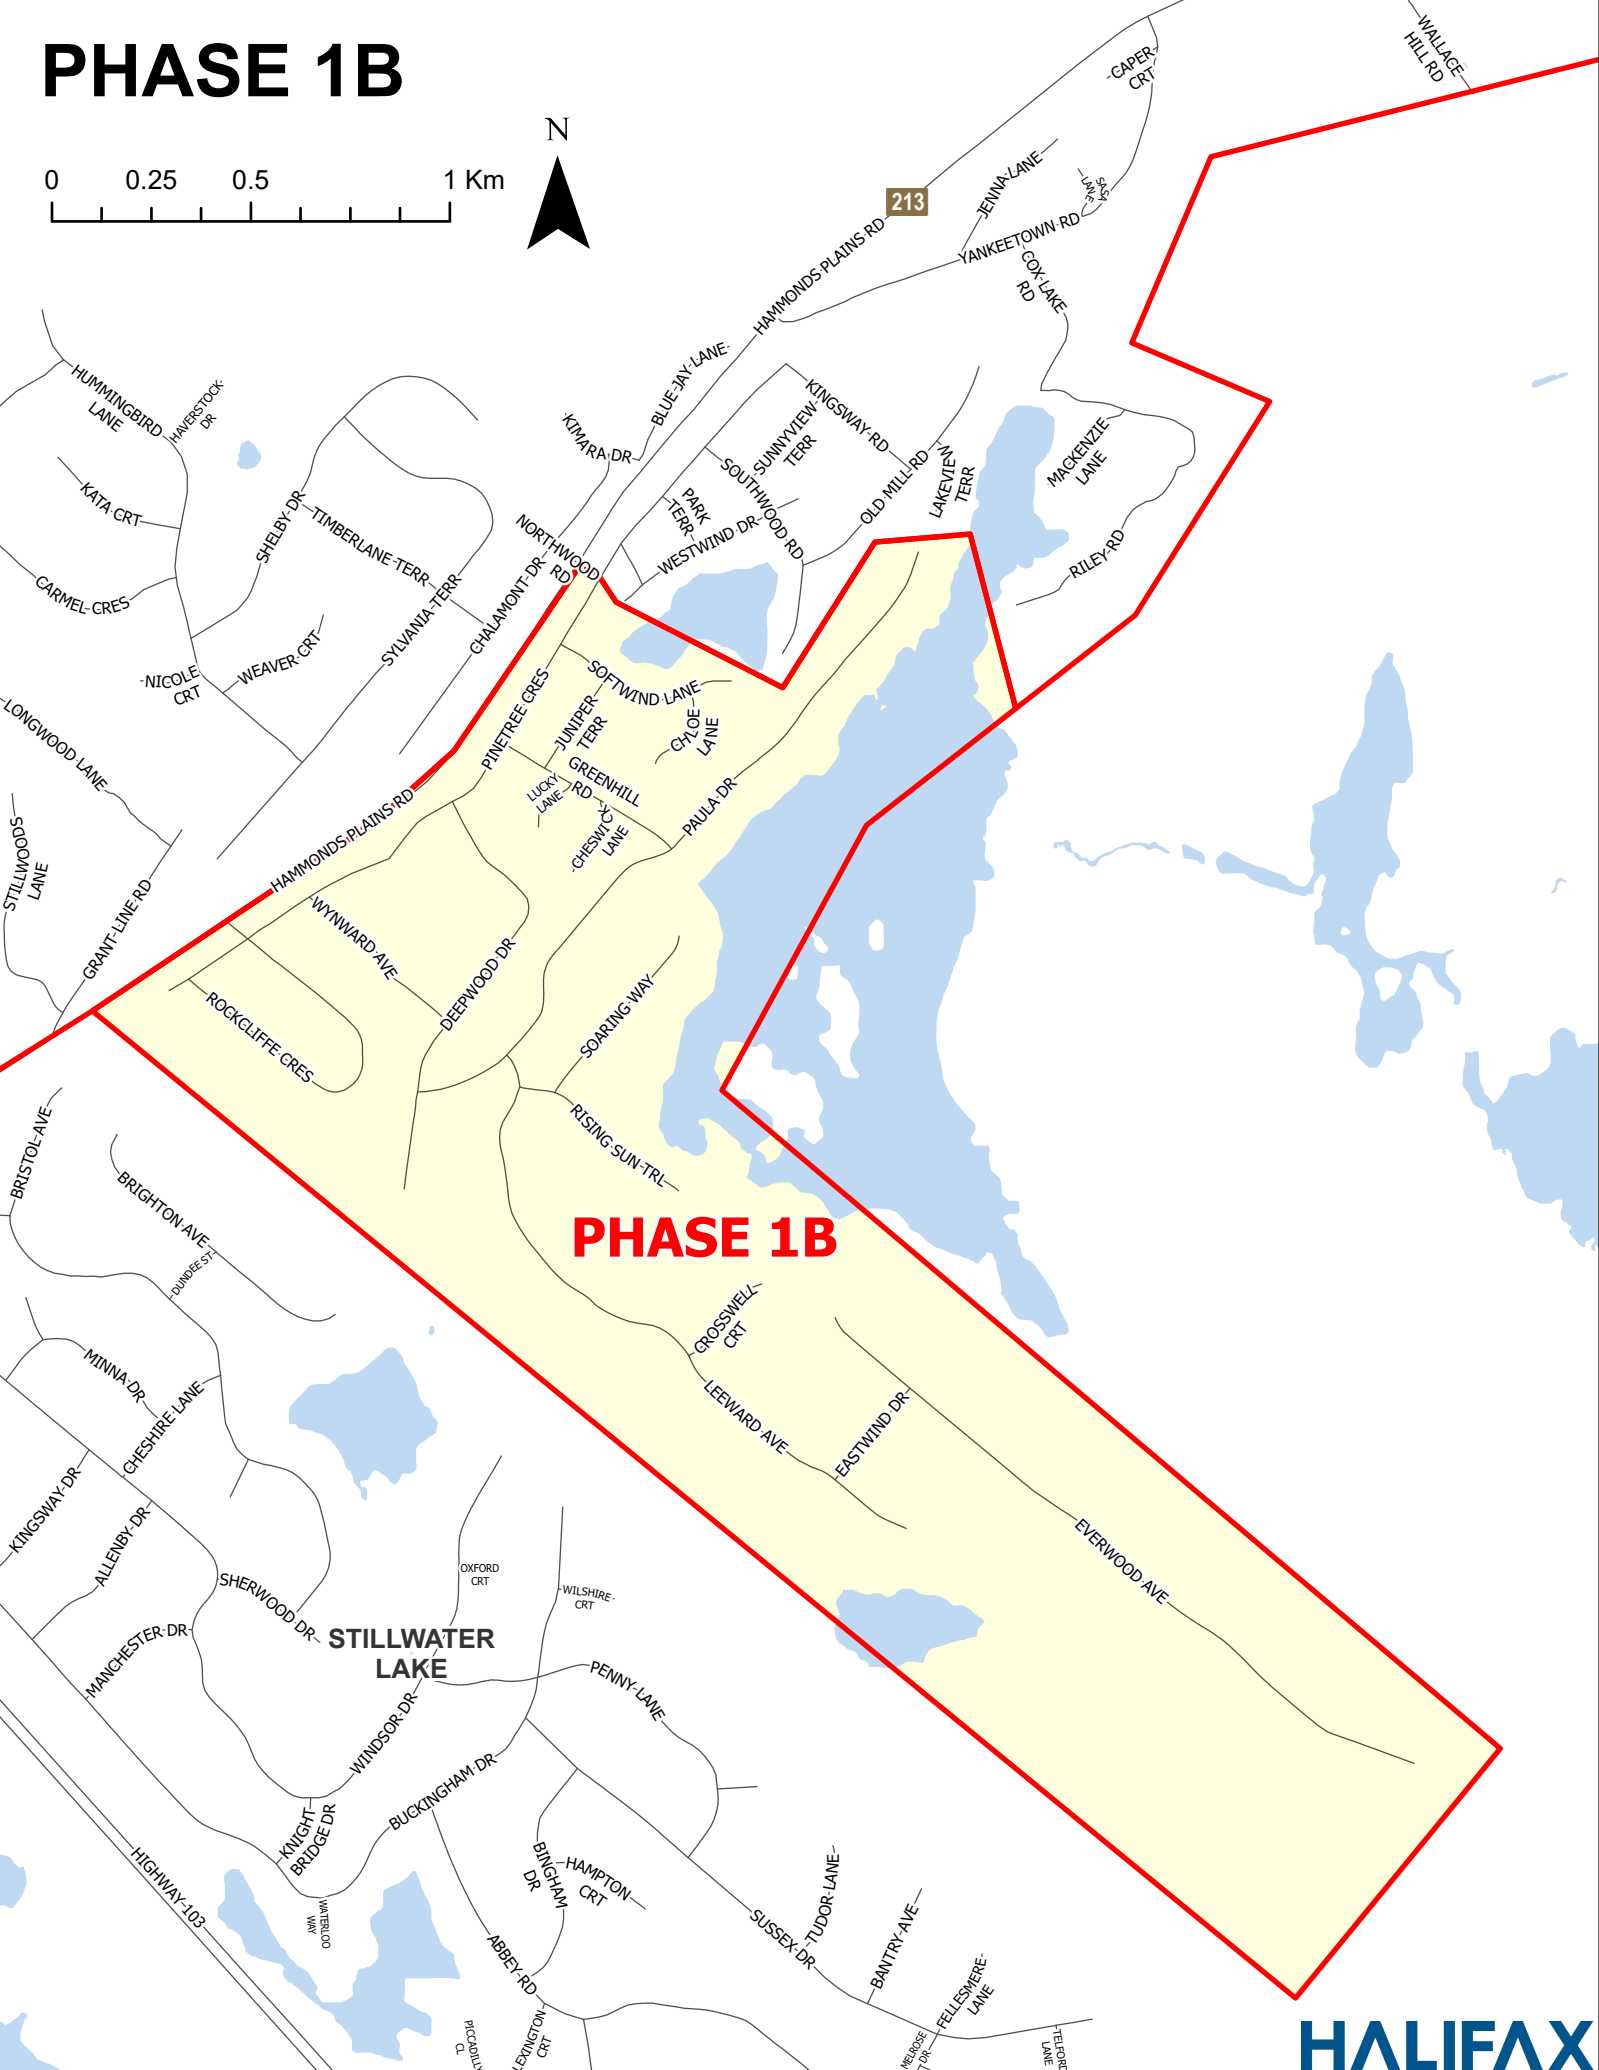 PHASE 1B
N
0 0.25 0.5 1 Km
WALLACE
HILL RD
CAPER
CRT
213
JENNA LANE
SASA
LANE
YANKEETOWN RD
HAMMONDS PLAINS RD
COX LAKE
RD
BLUE JAY LANE
KIMARA DR
HUMMINGBIRD
LANE
HAVERSTOCK
DR
KINGSWAY RD
SUNNYVIEW
TERR
SOUTHWOOD RD
PARK
TERR
WESTWIND DR
OLD MILL RD
LAKEVIEW
TERR
MACKENZIE
LANE
RILEY RD
KATA CRT
SHELBY DR
TIMBERLANE TERR
NORTHWOOD
RD
CARMEL CRES
SYLVANIA TERR
CHALAMONT DR
WEAVER CRT
NICOLE
CRT
SOFTWIND LANE
PINETREE CRES
JUNIPER
TERR
CHLOE
LANE
LONGWOOD LANE
GREENHILL
RD
LUCKY
LANE
CHESWICK
LANE
PAULA DR
HAMMONDS PLAINS RD
STILLWOODS
LANE
GRANT LINE RD
WYNWARD AVE
DEEPWOOD DR
SOARING WAY
ROCKCLIFFE CRES
RISING SUN TRL
BRISTOL AVE
BRIGHTON AVE
DUNDEE ST
PHASE 1B
CROSSWELL
CRT
MINNA DR
CHESHIRE LANE
LEEWARD AVE
EASTWIND DR
KINGSWAY DR
ALLENBY DR
EVERWOOD AVE
OXFORD
CRT
WILSHIRE
CRT
SHERWOOD DR
MANCHESTER DR
STILLWATER
LAKE
PENNY LANE
WINDSOR DR
BUCKINGHAM DR
KNIGHT
BRIDGE DR
HIGHWAY 103
BINGHAM
DR
HAMPTON
CRT
TUDOR LANE
WATERLOO
WAY
SUSSEX DR
BANTRY AVE
ABBEY RD
FELLESMERE
LANE
PICCADILLY
CL
LEXINGTON
CRT
MELROSE
DR
TELFORD
LANE
HALIFAX